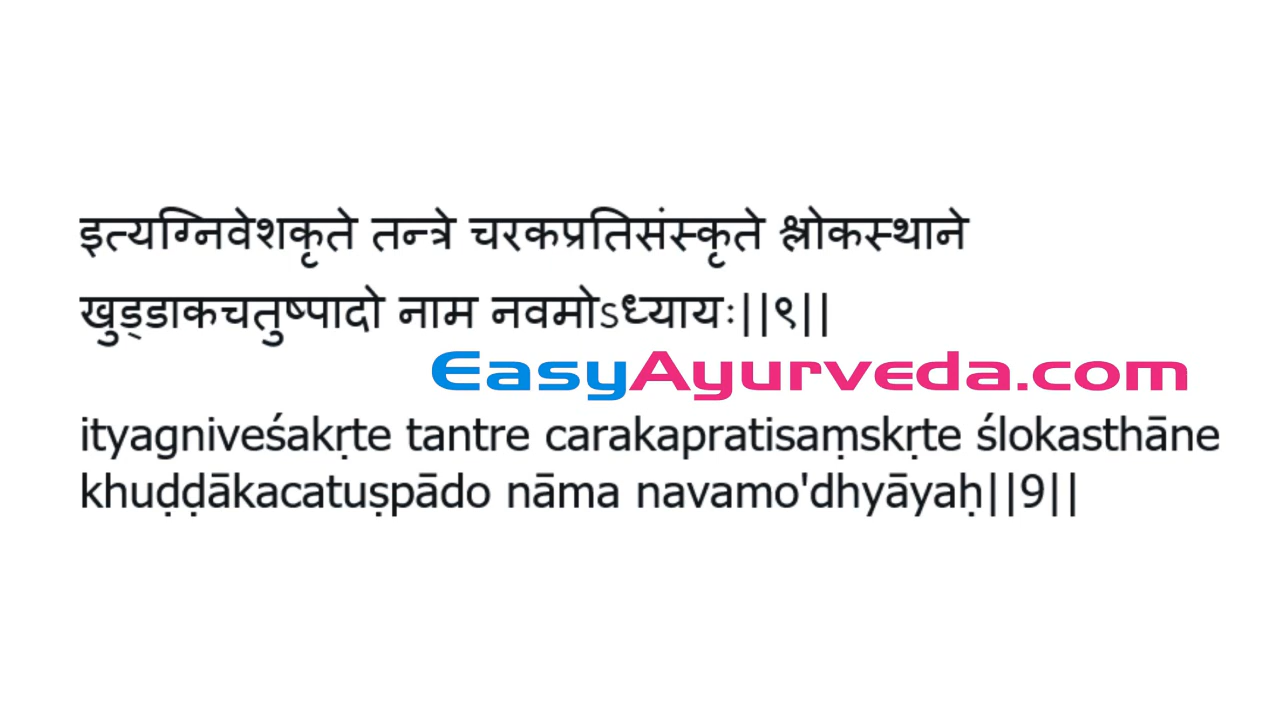 इत्यग्निवेशकृते तन्त्रे चरकप्रतिसंस्कृते श्लोकस्थाने
खुड्डाकचतुष्पादो नाम नवमोऽध्यायः||९||
EasyAyurveda.com
ityagniveśakṛte tantre carakapratisaṃskṛte ślokasthāne
khuḍḍākacatuṣpādo nāma navamo'dhyāyaḥ||9||